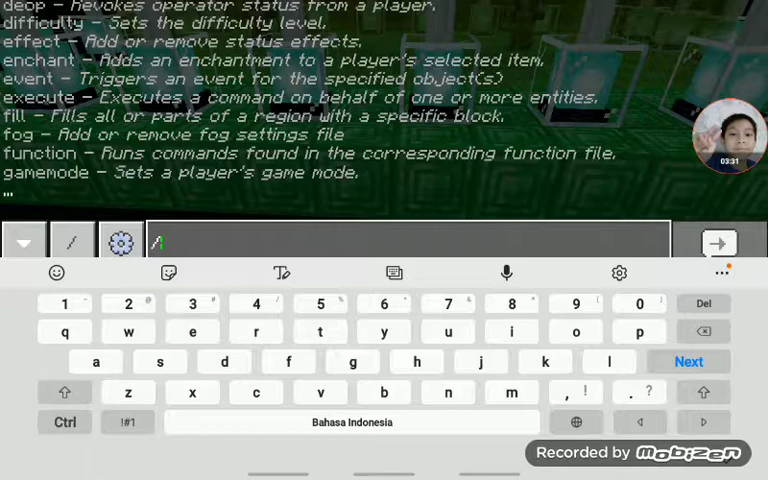 deop – Revokes operator status from a player.
difficulty – Sets the difficulty level.
effect – Add or remove status effects.
enchant – Adds an enchantment to a player's selected item.
event – Triggers an event for the specified object(s)
execute – Executes a command on behalf of one or more entities.
fill – Fills all or parts of a region with a specific block.
fog – Add or remove fog settings file
function – Runs commands found in the corresponding function file.
gamemode – Sets a player's game mode.
...
03:31
/ /
1 2 @ 3 # 4 / 5 % 6 ^ 7 & 8 * 9 ( 0 ) Del
q w e r t y u i o p
a s d f g h j k l Next
z x c v b n m , ! . ?
Ctrl !#1 Bahasa Indonesia
Recorded by mobizen